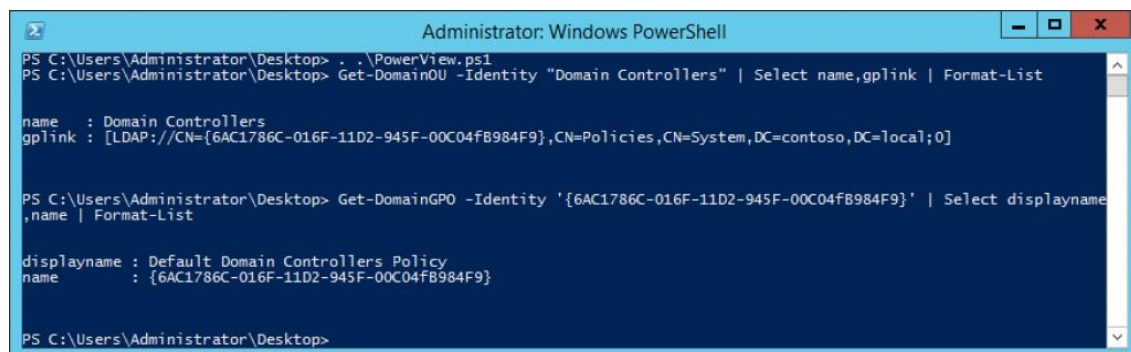 Administrator: Windows PowerShell
PS C:\Users\Administrator\Desktop> . .\PowerView.ps1
PS C:\Users\Administrator\Desktop> Get-DomainOU -Identity "Domain Controllers" | Select name,gplink | Format-List
name   : Domain Controllers
gplink : [LDAP://CN={6AC1786C-016F-11D2-945F-00C04fB984F9},CN=Policies,CN=System,DC=contoso,DC=local;0]
PS C:\Users\Administrator\Desktop> Get-DomainGPO -Identity '{6AC1786C-016F-11D2-945F-00C04fB984F9}' | Select displayname
,name | Format-List
displayname : Default Domain Controllers Policy
name        : {6AC1786C-016F-11D2-945F-00C04fB984F9}
PS C:\Users\Administrator\Desktop>